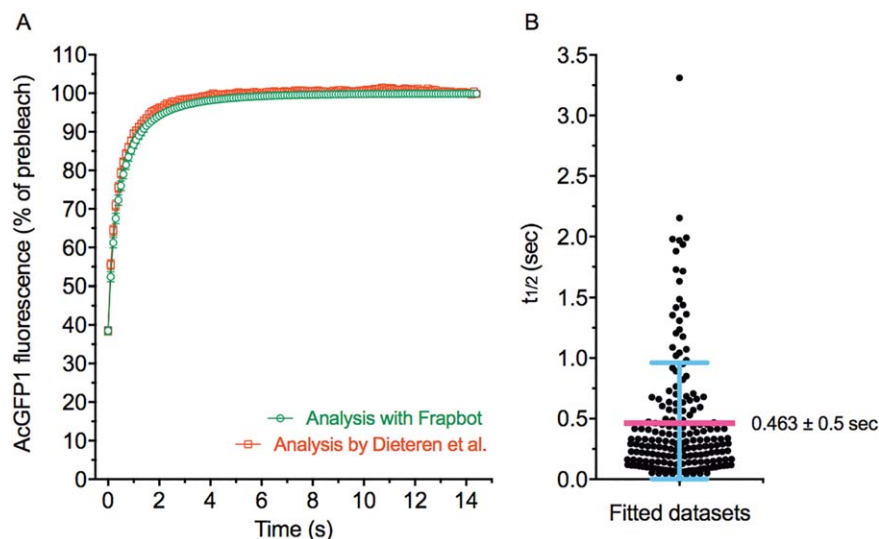 A
AcGFP1 fluorescence (% of prebleach)
110
100
90
80
70
60
50
40
30
20
10
0
0 2 4 6 8 10 12 14
Time (s)
Analysis with Frapbot
Analysis by Dieteren et al.
B
t1/2 (sec)
3.5
3.0
2.5
2.0
1.5
1.0
0.5
0.0
0.463 ± 0.5 sec
Fitted datasets